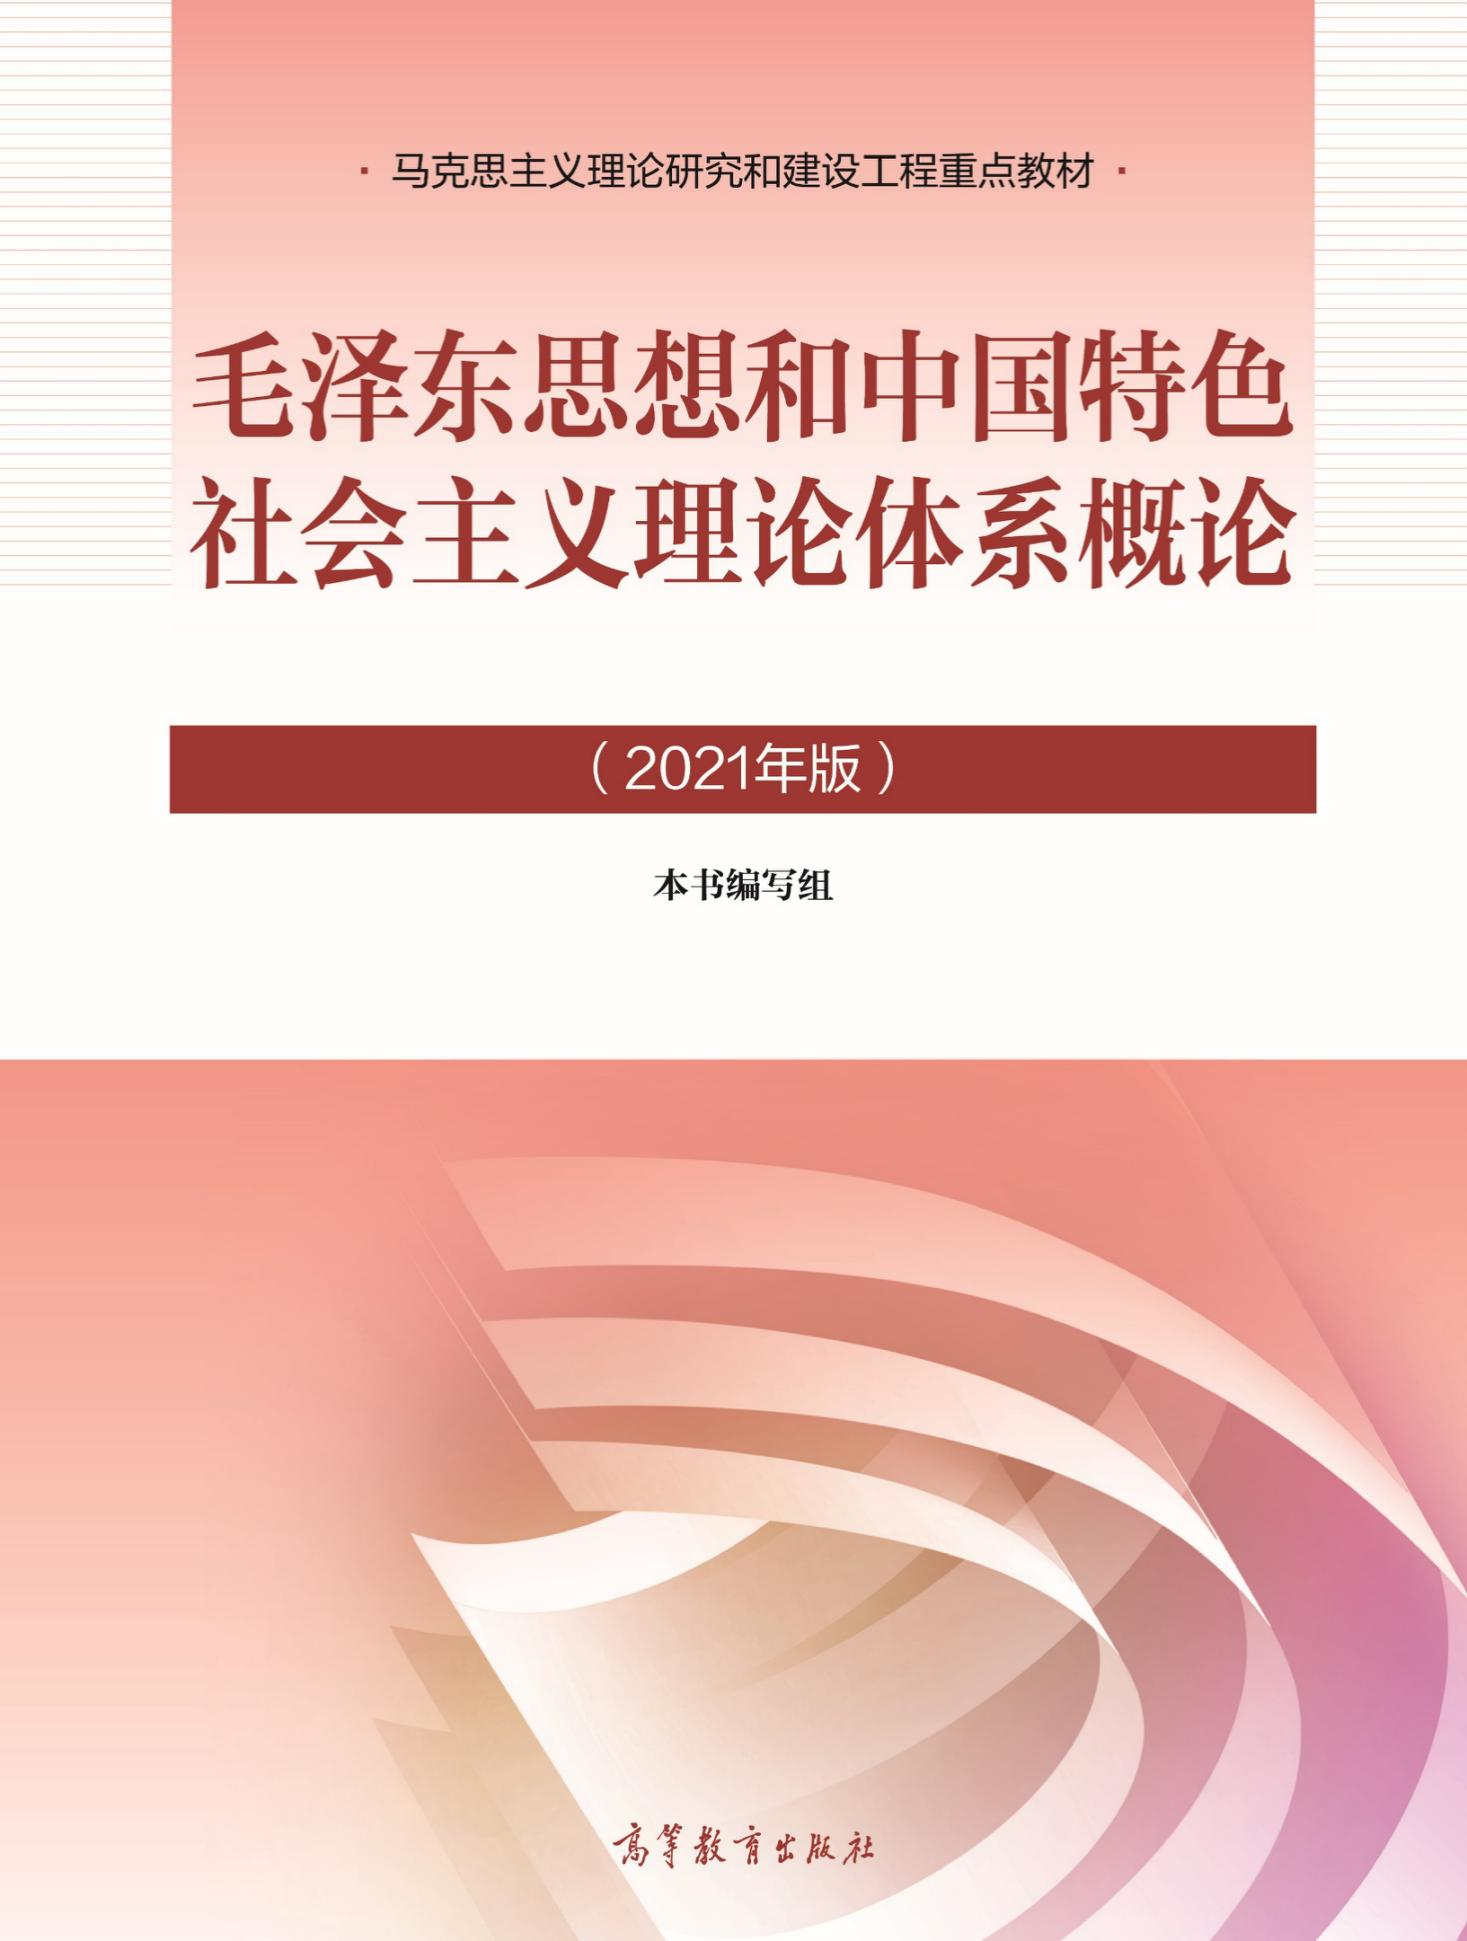 · 马克思主义理论研究和建设工程重点教材 ·
毛泽东思想和中国特色
社会主义理论体系概论
（2021年版）
本书编写组
高等教育出版社